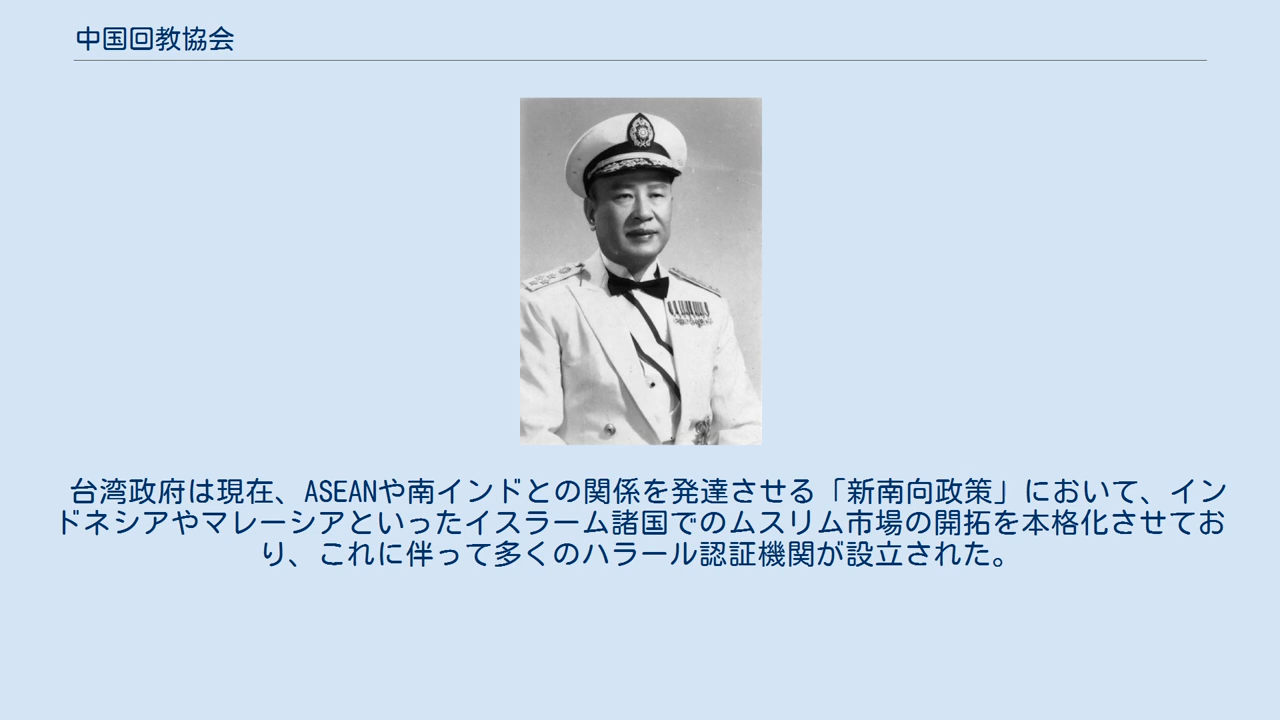 中国回教協会
台湾政府は現在、ASEANや南インドとの関係を発達させる「新南向政策」において、イン
ドネシアやマレーシアといったイスラーム諸国でのムスリム市場の開拓を本格化させてお
り、これに伴って多くのハラール認証機関が設立された。